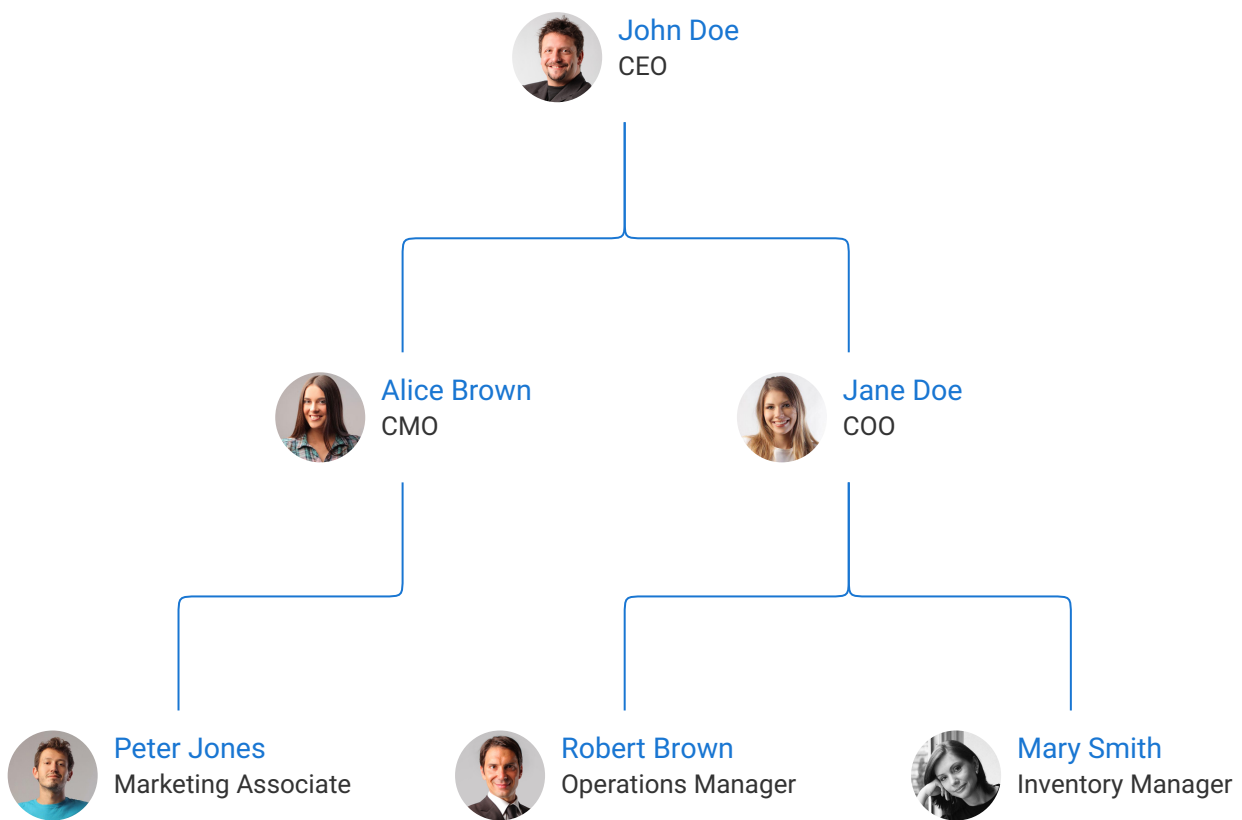 John Doe
CEO
Alice Brown
CMO
Jane Doe
COO
Peter Jones
Marketing Associate
Robert Brown
Operations Manager
Mary Smith
Inventory Manager